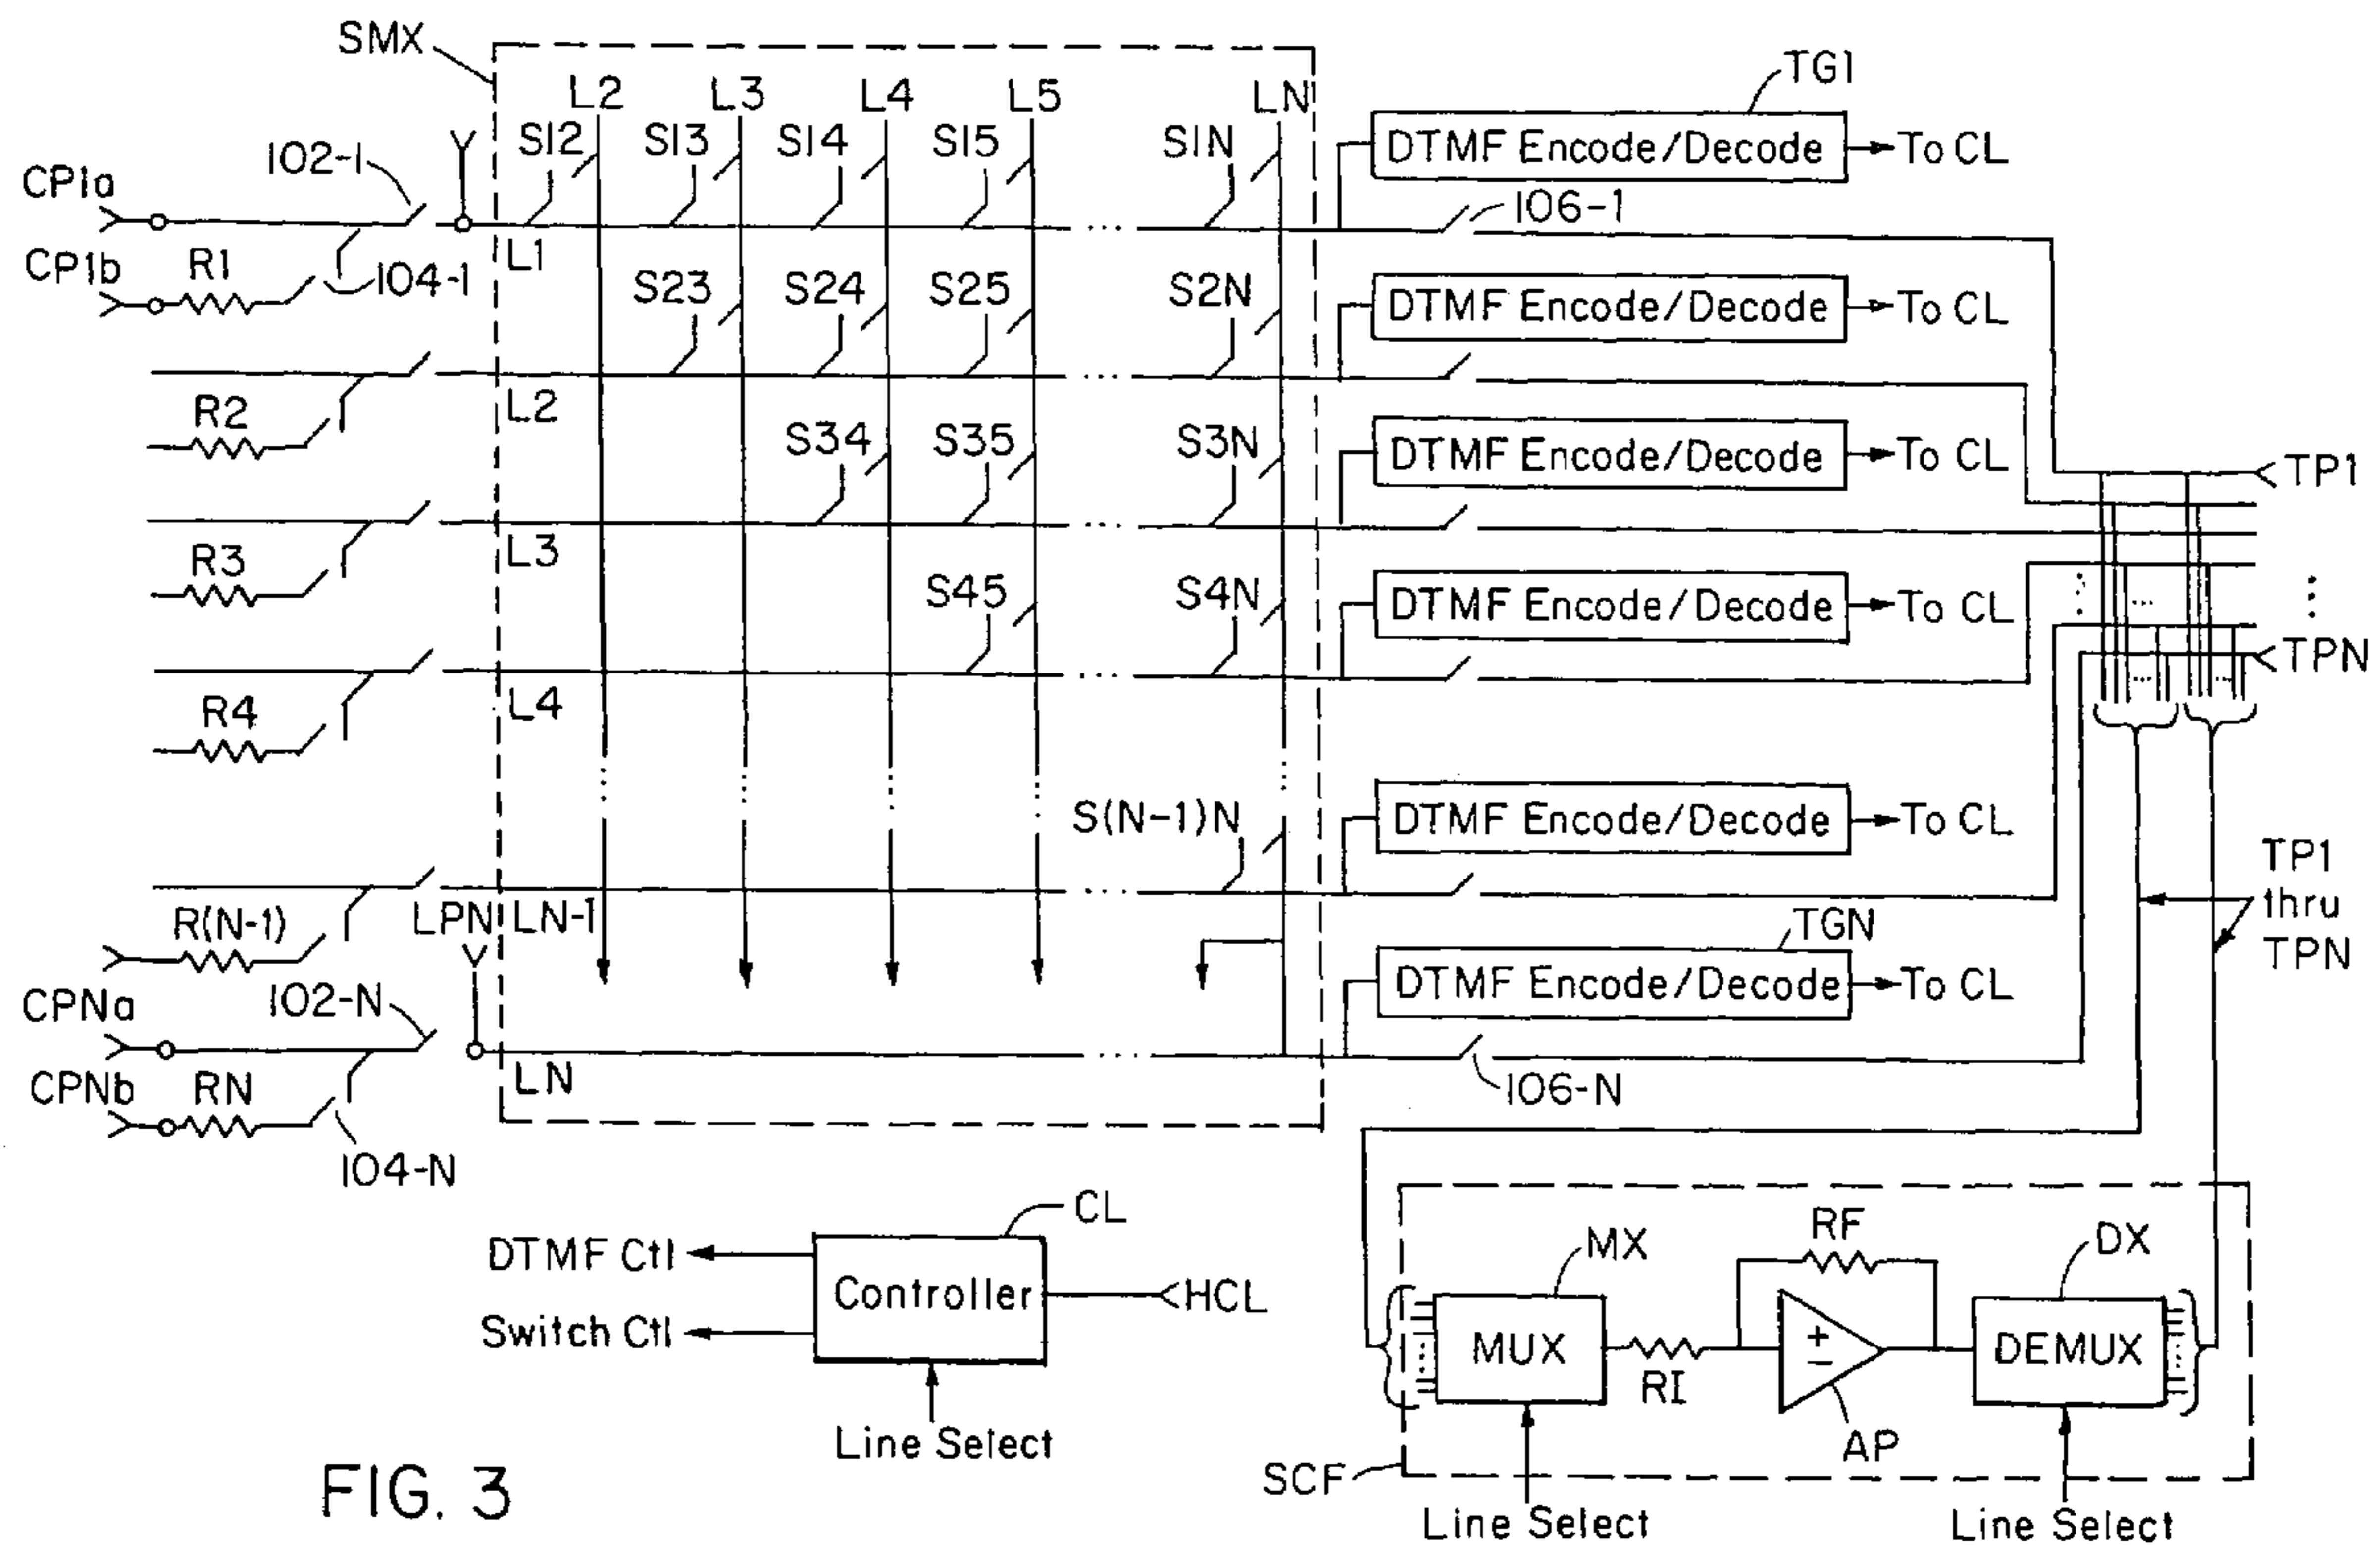 SMX
L2 L3 L4 L5 LN
TG1
S12 S13 S14 S15 S1N
DTMF Encode/Decode To CL
102-1
CP1a
106-1
L1
CP1b R1 104-1
S23 S24 S25 S2N
DTMF Encode/Decode To CL
L2
R2
S34 S35 S3N
DTMF Encode/Decode To CL
TP1
L3
R3
S45 S4N
DTMF Encode/Decode To CL
TPN
L4
R4
S(N-1)N
DTMF Encode/Decode To CL
TP1
thru
TPN
R(N-1)
LPN LN-1
TGN
DTMF Encode/Decode To CL
CPNa 102-N
LN
CPNb RN
106-N
104-N
CL
DTMF Ctl
Controller
HCL
Switch Ctl
Line Select
MX
RF
DX
MUX
RI
AP
DEMUX
SCF
Line Select
Line Select
FIG. 3